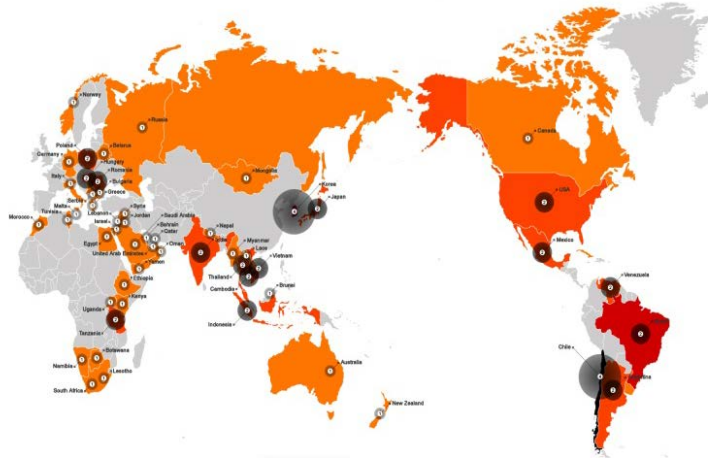 Norway
Russia
Poland
Belarus
Germany
Hungary
Romania
Italy
Bulgaria
Mongolia
Greece
Korea
Serbia
Japan
Malta
Syria
Tunisia
Lebanon
Jordan
Saudi Arabia
Morocco
Israel
Bahrain
Nepal
Qatar
Egypt
Oman
Myanmar
Laos
United Arab Emirates
Vietnam
Yemen
Thailand
Ethiopia
Cambodia
Brunei
Kenya
Uganda
Indonesia
Tanzania
Botswana
Namibia
Lesotho
South Africa
Australia
New Zealand
Canada
USA
Mexico
Venezuela
Chile